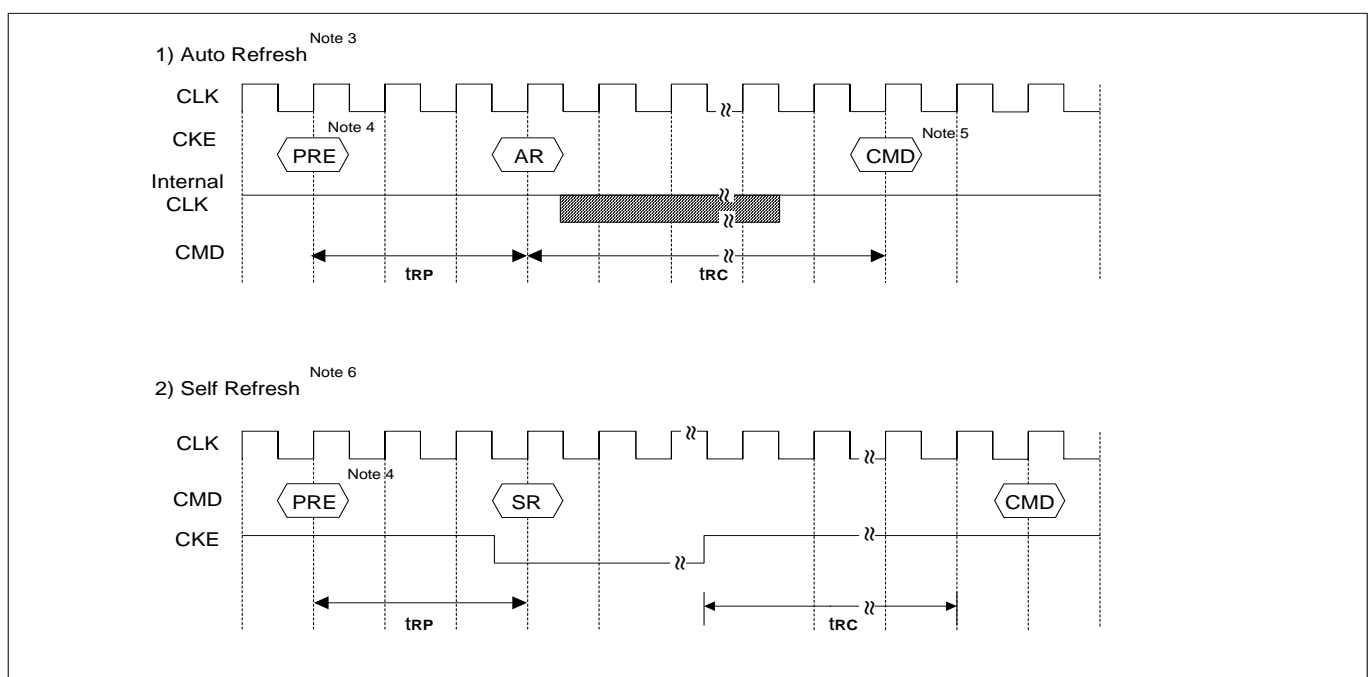 1) Auto Refresh Note 3
CLK
CKE
Note 4
Note 5
PRE
AR
CMD
Internal
CLK
CMD
tRP
tRC
2) Self Refresh Note 6
CLK
Note 4
CMD
PRE
SR
CMD
CKE
tRP
tRC